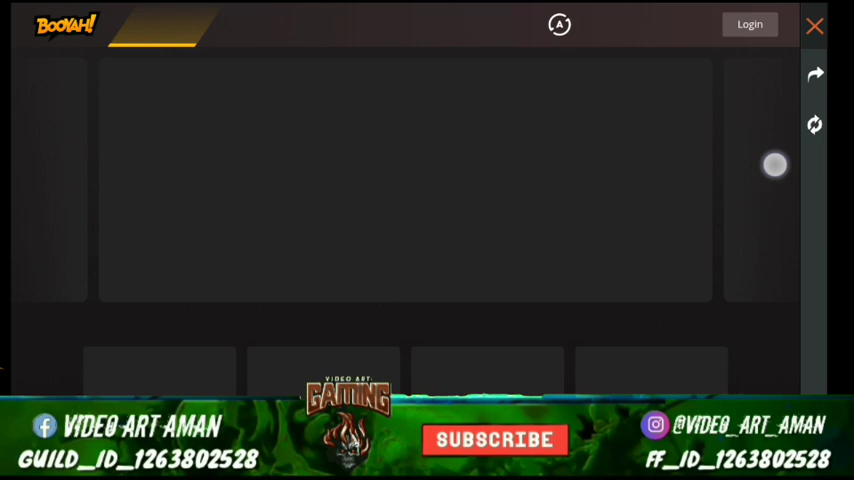 BOOYAH!
A
Login
VIDEO ART
GAMING
VIDEO ART AMAN
SUBSCRIBE
@VIDEO_ART_AMAN
GUILD_ID_1263802528
FF_ID_1263802528